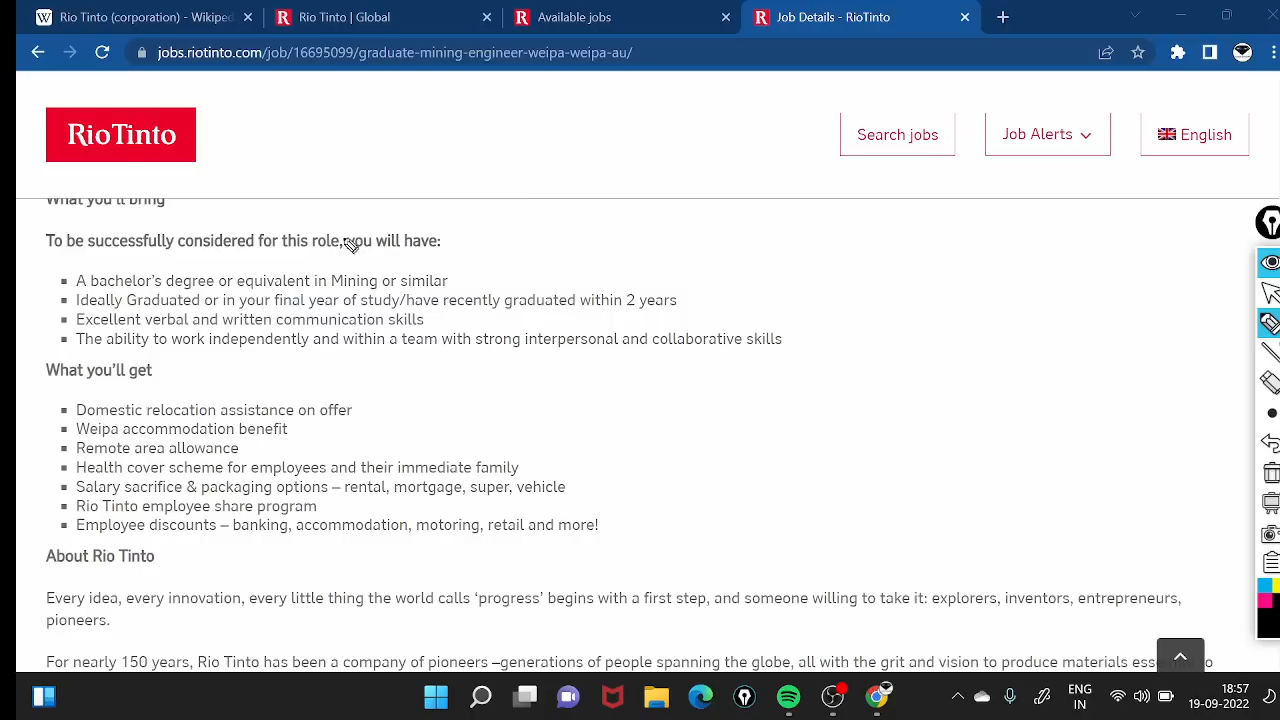 Rio Tinto (corporation) - Wikiped
Rio Tinto | Global
Available jobs
Job Details - RioTinto
jobs.riotinto.com/job/16695099/graduate-mining-engineer-weipa-weipa-au/
RioTinto
Search jobs
Job Alerts
English
What you'll bring
To be successfully considered for this role, you will have:
A bachelor's degree or equivalent in Mining or similar
Ideally Graduated or in your final year of study/have recently graduated within 2 years
Excellent verbal and written communication skills
The ability to work independently and within a team with strong interpersonal and collaborative skills
What you'll get
Domestic relocation assistance on offer
Weipa accommodation benefit
Remote area allowance
Health cover scheme for employees and their immediate family
Salary sacrifice & packaging options – rental, mortgage, super, vehicle
Rio Tinto employee share program
Employee discounts – banking, accommodation, motoring, retail and more!
About Rio Tinto
Every idea, every innovation, every little thing the world calls 'progress' begins with a first step, and someone willing to take it: explorers, inventors, entrepreneurs,
pioneers.
For nearly 150 years, Rio Tinto has been a company of pioneers –generations of people spanning the globe, all with the grit and vision to produce materials to
ENG
IN
18:57
19-09-2022